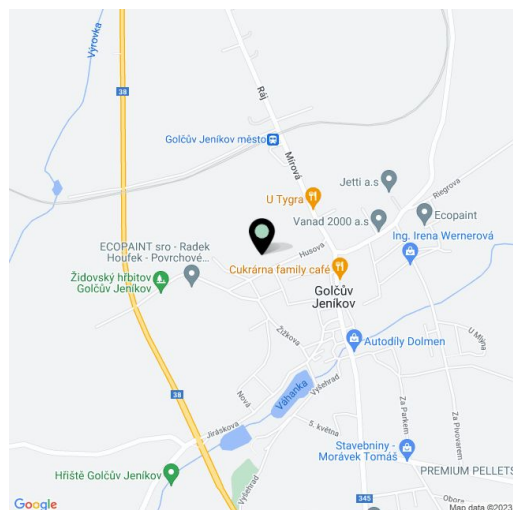 Výrovka
38
Ráj
Golčův Jeníkov město
Mírová
Jetti a.s
Riegrova
U Tygra
Vanad 2000 a.s
Ecopaint
Husova
Ing. Irena Wernerová
ECOPAINT sro - Radek
Houfek - Povrchové...
Cukrárna family café
Židovský hřbitov
Golčův Jeníkov
Golčův
Jeníkov
Žižkova
U Mlýna
Autodíly Dolmen
Nová
Váhanka
Vyšehrad
38
Za Parkem
Za Pivovarem
Jiráskova
5. května
Stavebniny -
Morávek Tomáš
Hřiště Golčův Jeníkov
PREMIUM PELLETS
Vyšehrad
345
Obora
Google
Map data ©2023